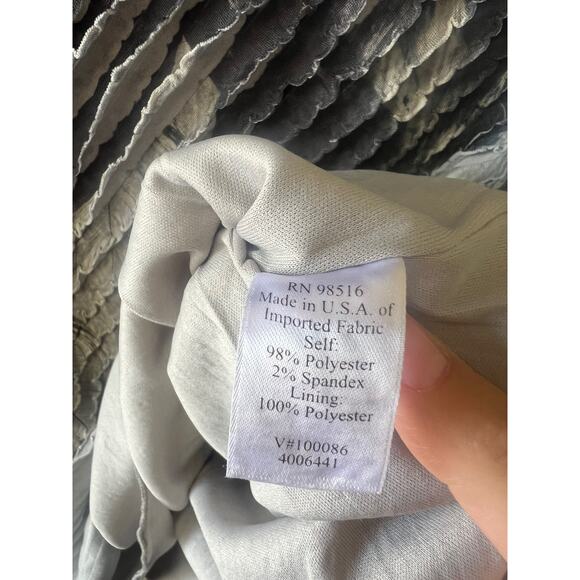 RN 98516
Made in U.S.A. of
Imported Fabric
Self:
98% Polyester
2% Spandex
Lining:
100% Polyester
V#100086
4006441